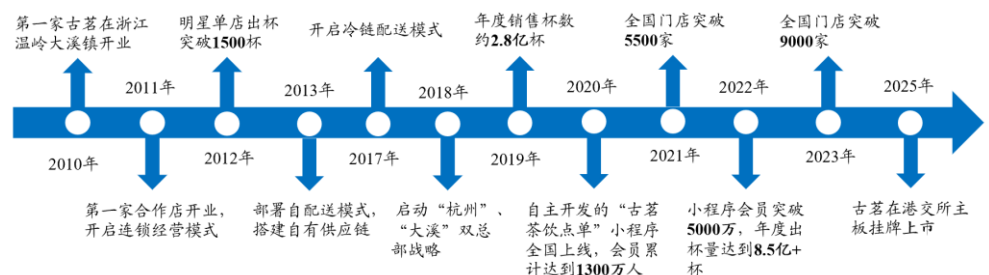 第一家古茗在浙江
温岭大溪镇开业
明星单店出杯
突破1500杯
开启冷链配送模式
年度销售杯数
约2.8亿杯
全国门店突破
5500家
全国门店突破
9000家
2011年
2013年
2018年
2020年
2022年
2025年
2010年
2012年
2017年
2019年
2021年
2023年
第一家合作店开业，
开启连锁经营模式
部署自配送模式，
搭建自有供应链
启动“杭州”、
“大溪”双总
部战略
自主开发的“古茗
茶饮点单”小程序
全国上线，会员累
计达到1300万人
小程序会员突破
5000万，年度出
杯量达到8.5亿+
杯
古茗在港交所主
板挂牌上市